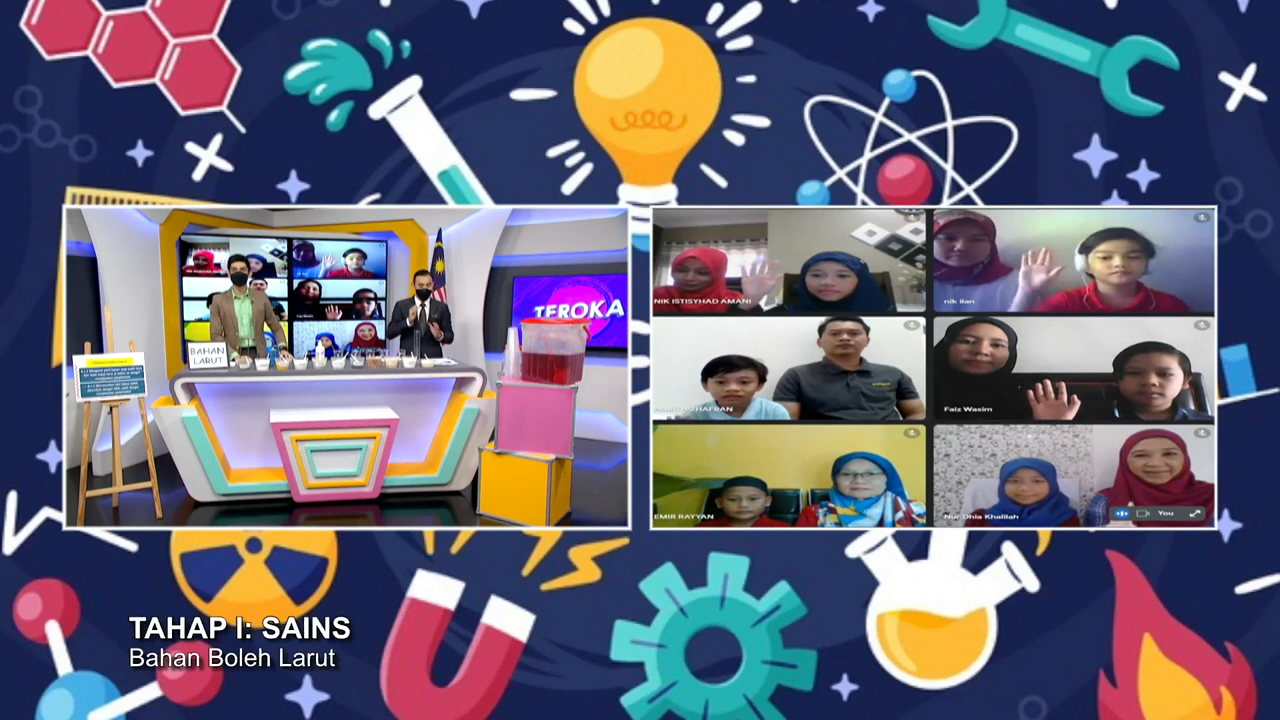 TEROKA
BAHAN
LARUT
NIK ISTISYHAD AMANI
nik ilan
ZHAFRAN
Faiz Wasim
EMIR RAYYAN
Nur Dhia Khalilah
You
TAHAP I: SAINS
Bahan Boleh Larut